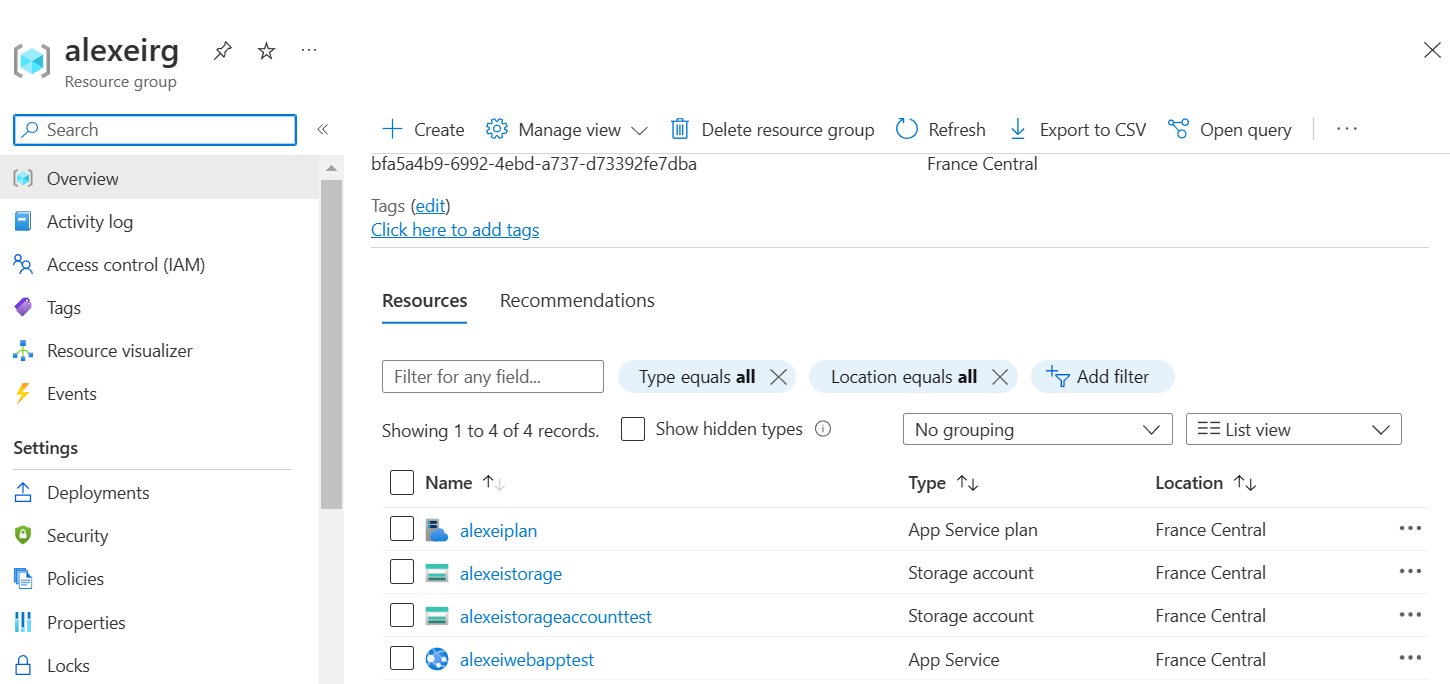 alexeirg
Resource group
Search
Overview
Activity log
Access control (IAM)
Tags
Resource visualizer
Events
Settings
Deployments
Security
Policies
Properties
Locks
Create Manage view Delete resource group Refresh Export to CSV Open query
bfa5a4b9-6992-4ebd-a737-d73392fe7dba France Central
Tags (edit)
Click here to add tags
Resources Recommendations
Filter for any field... Type equals all Location equals all Add filter
Showing 1 to 4 of 4 records. Show hidden types No grouping List view
Name Type Location
alexeiplan App Service plan France Central
alexeistorage Storage account France Central
alexeistorageaccounttest Storage account France Central
alexeiwebapptest App Service France Central